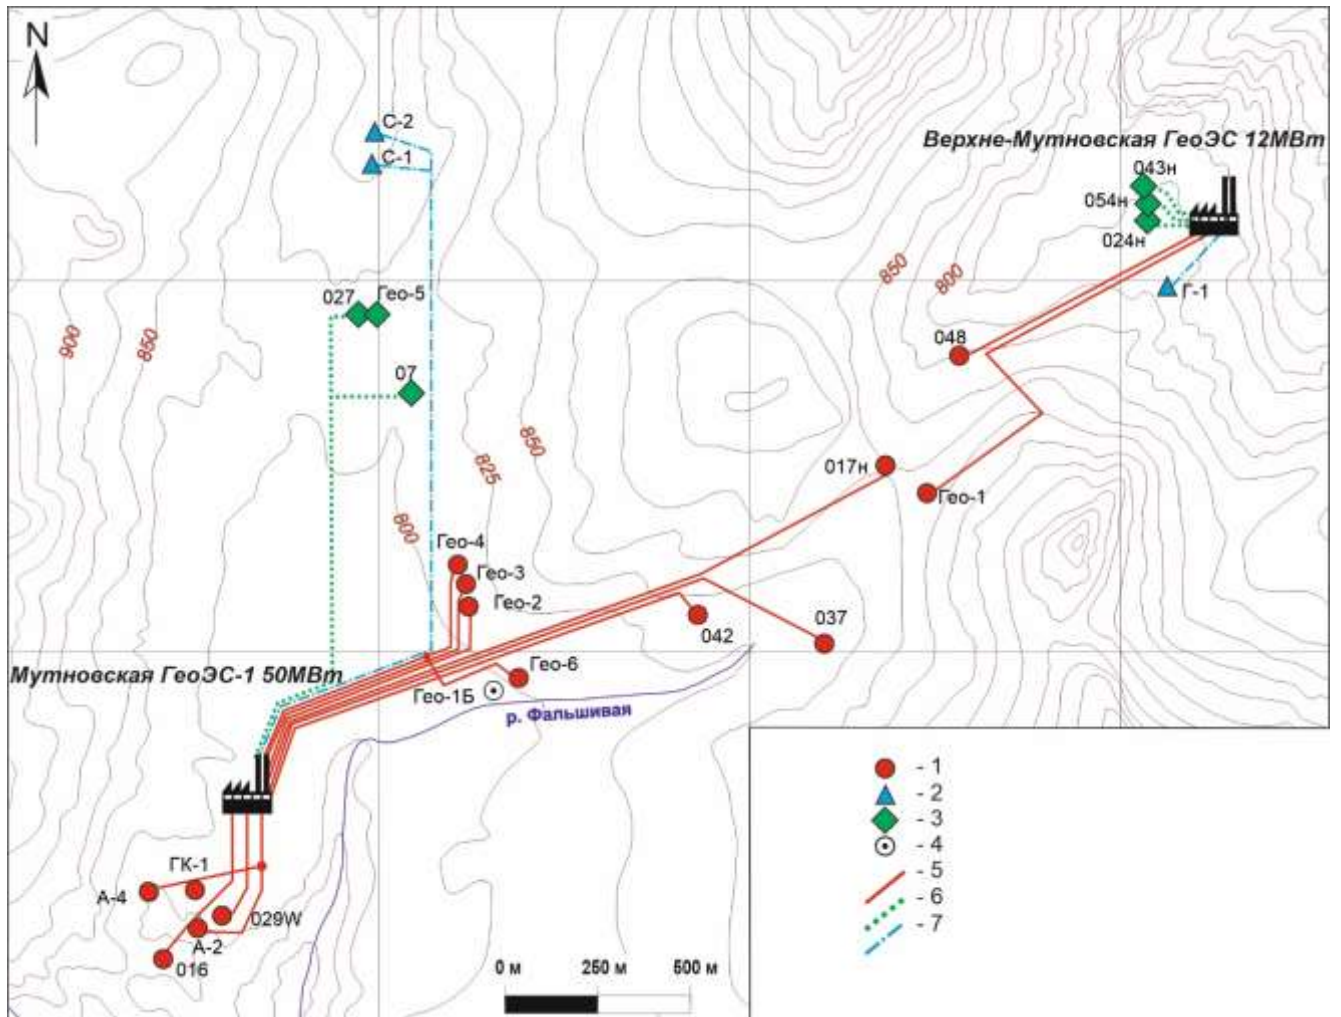 N
С-2
С-1
Верхне-Мутновская ГеоЭС 12МВт
043н
054н
024н
Г-1
027
Гео-5
07
900
850
850
800
048
017н
Гео-1
850
825
800
Гео-4
Гео-3
Гео-2
042
037
Мутновская ГеоЭС-1 50МВт
Гео-6
Гео-1Б
р. Фальшивая
ГК-1
А-4
029W
А-2
016
0 м 250 м 500 м
- 1
- 2
- 3
- 4
- 5
- 6
- 7